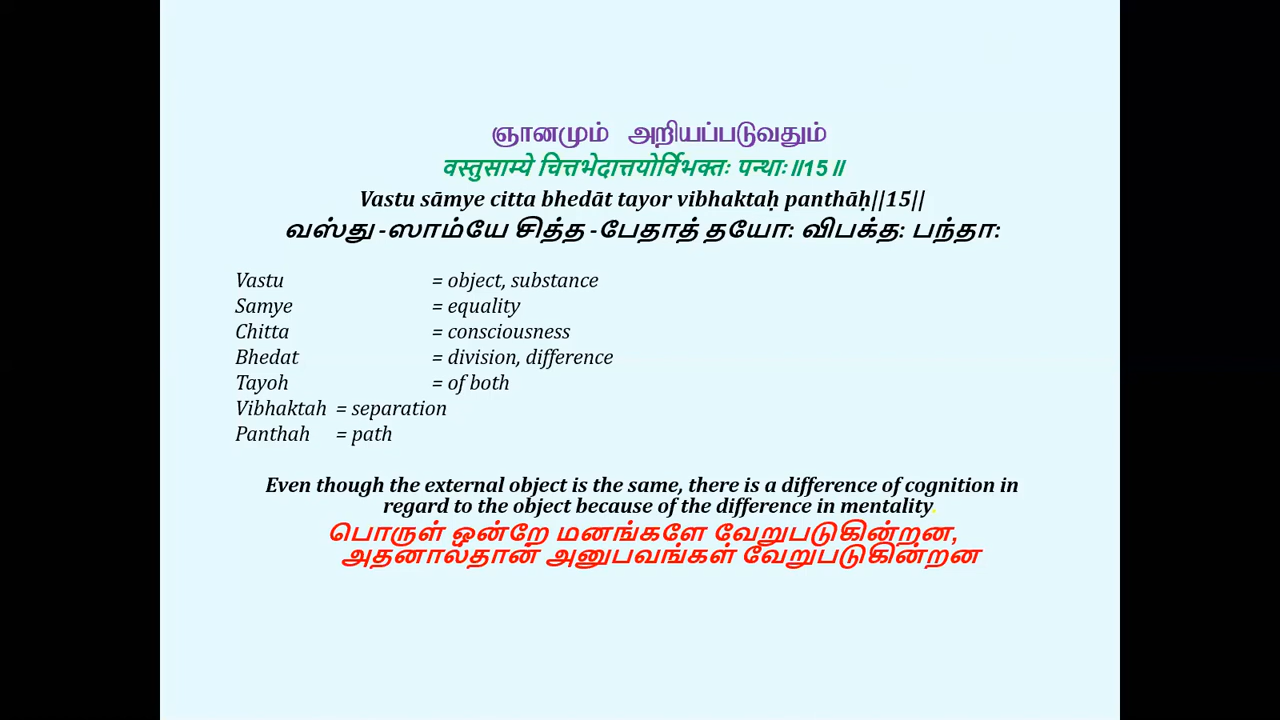 ஞானமும் அறியப்படுவதும்
वस्तुसाम्ये चित्तभेदात्तयोर्विभक्तः पन्थाः॥15॥
Vastu sāmye citta bhedāt tayor vibhaktaḥ panthāḥ||15||
வஸ்து -ஸாம்யே சித்த -பேதாத் தயோ: விபக்த: பந்தா:
Vastu = object, substance
Samye = equality
Chitta = consciousness
Bhedat = division, difference
Tayoh = of both
Vibhaktah = separation
Panthah = path
Even though the external object is the same, there is a difference of cognition in
regard to the object because of the difference in mentality.
பொருள் ஒன்றே மனங்களே வேறுபடுகின்றன,
அதனால்தான் அனுபவங்கள் வேறுபடுகின்றன